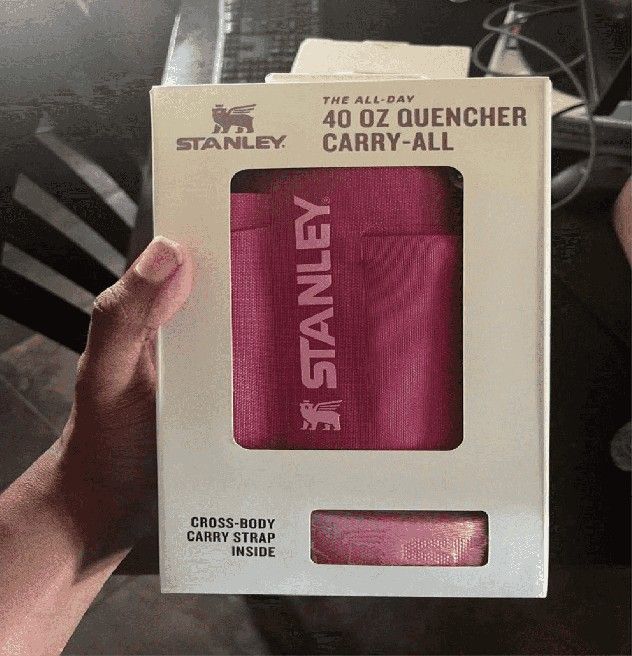 STANLEY.
THE ALL-DAY
40 OZ QUENCHER
CARRY-ALL
STANLEY
CROSS-BODY
CARRY STRAP
INSIDE